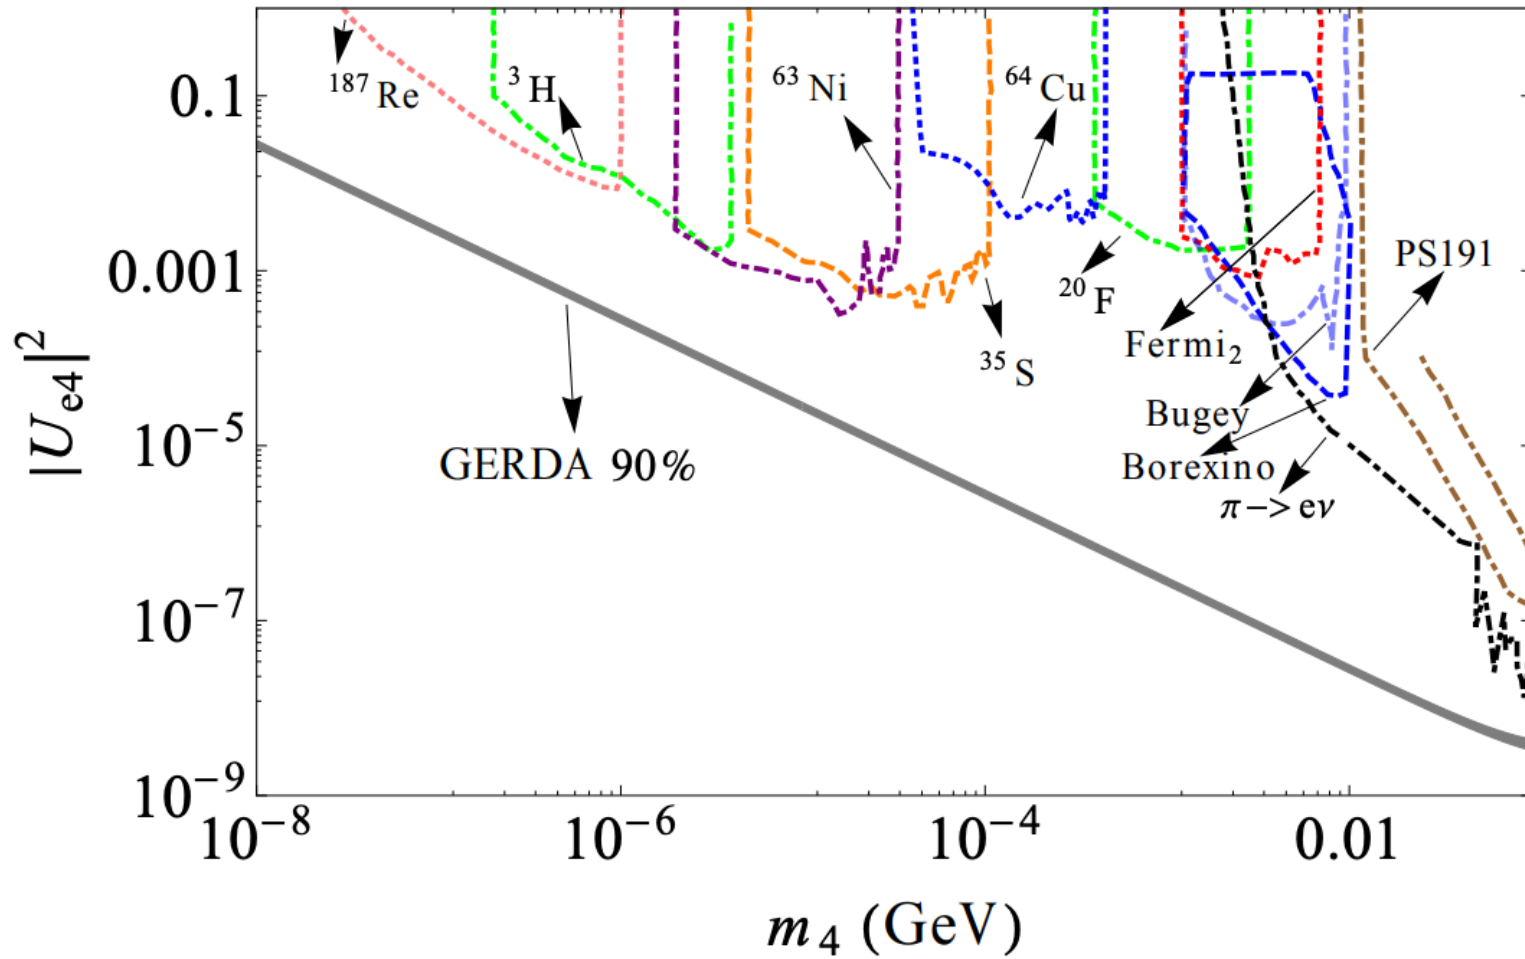 0.1
0.001
10⁻⁵
10⁻⁷
10⁻⁹
|U_e4|²
¹⁸⁷Re
³H
⁶³Ni
⁶⁴Cu
³⁵S
²⁰F
Fermi₂
PS191
Bugey
Borexino
π−>eν
GERDA 90%
10⁻⁸ 10⁻⁶ 10⁻⁴ 0.01
m₄ (GeV)